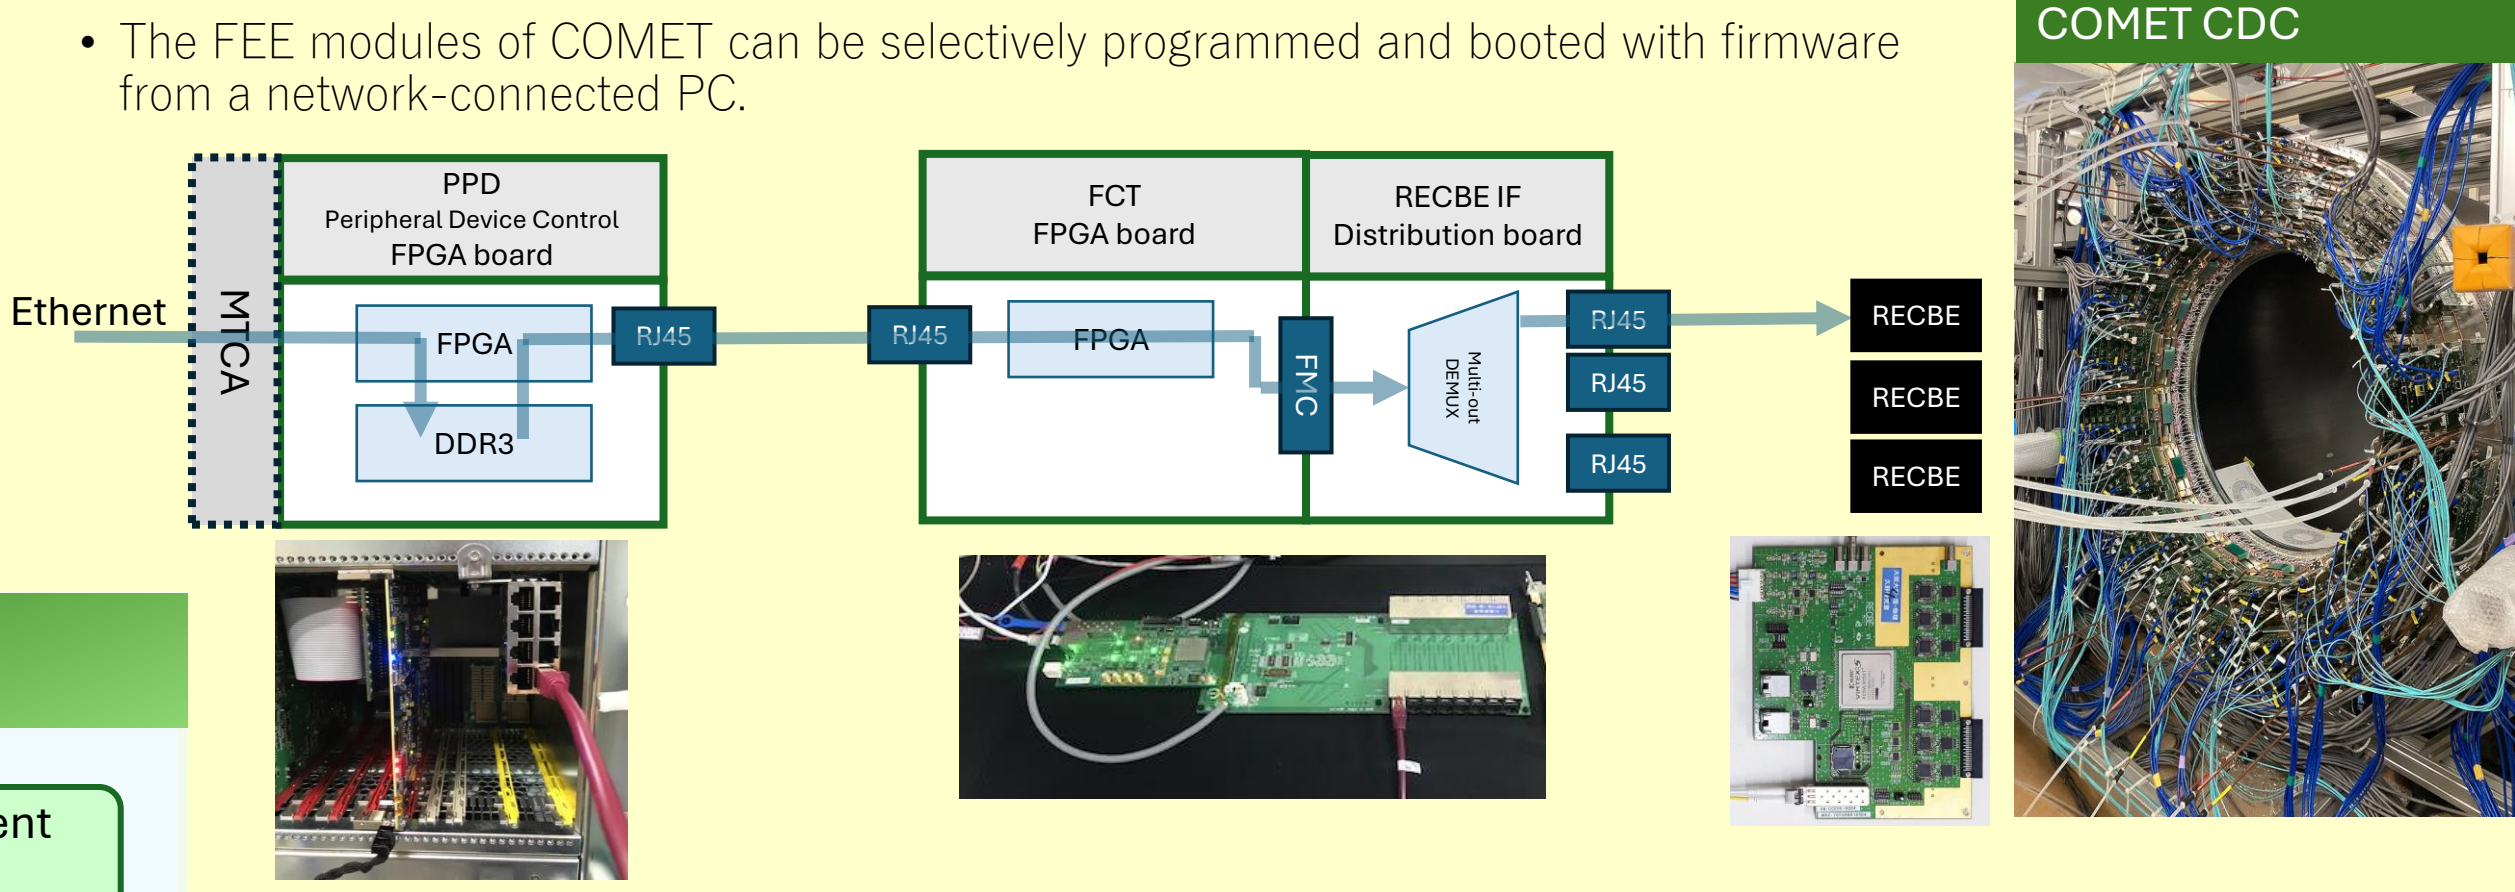 • The FEE modules of COMET can be selectively programmed and booted with firmware
from a network-connected PC.
COMET CDC
Ethernet
MTCA
PPD
Peripheral Device Control
FPGA board
FPGA
DDR3
RJ45
FCT
FPGA board
RJ45
FPGA
FMC
RECBE IF
Distribution board
Multi-out
DEMUX
RJ45
RJ45
RJ45
RECBE
RECBE
RECBE
ent
VIRTEX-5